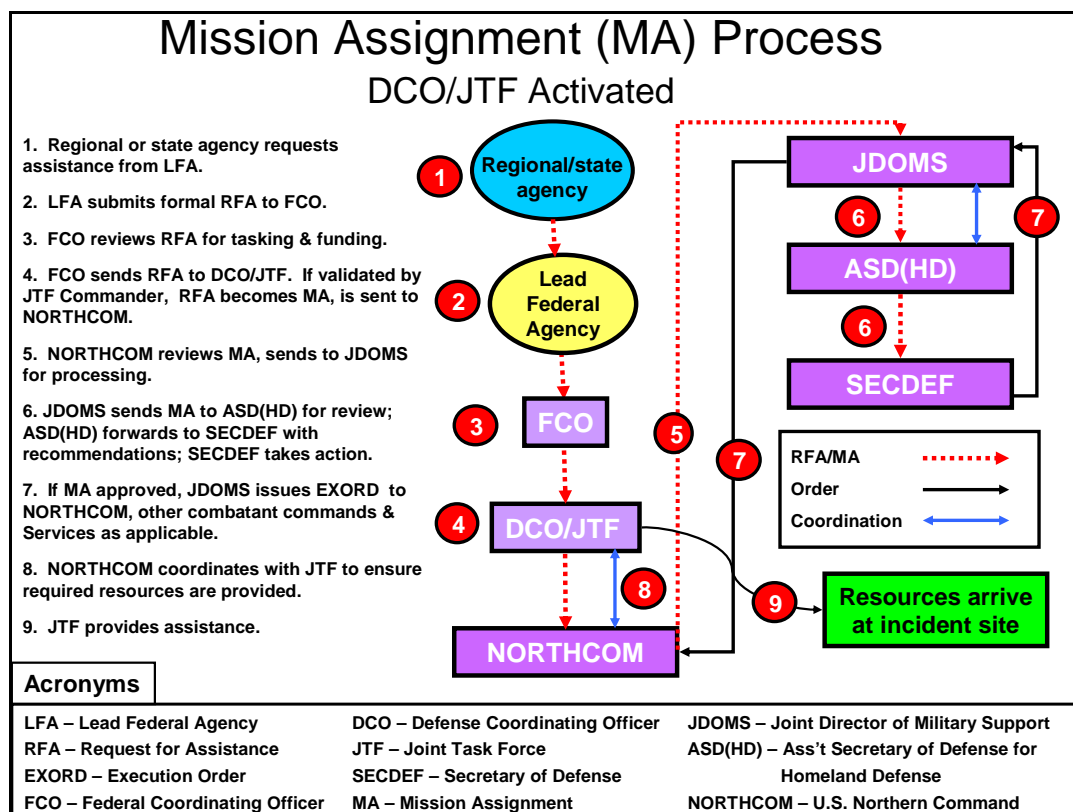 Mission Assignment (MA) Process
DCO/JTF Activated
1. Regional or state agency requests
assistance from LFA.
2. LFA submits formal RFA to FCO.
3. FCO reviews RFA for tasking & funding.
4. FCO sends RFA to DCO/JTF. If validated by
JTF Commander, RFA becomes MA, is sent to
NORTHCOM.
5. NORTHCOM reviews MA, sends to JDOMS
for processing.
6. JDOMS sends MA to ASD(HD) for review;
ASD(HD) forwards to SECDEF with
recommendations; SECDEF takes action.
7. If MA approved, JDOMS issues EXORD to
NORTHCOM, other combatant commands &
Services as applicable.
8. NORTHCOM coordinates with JTF to ensure
required resources are provided.
9. JTF provides assistance.
1
Regional/state
agency
2
Lead
Federal
Agency
3
FCO
4
DCO/JTF
8
NORTHCOM
5
7
JDOMS
6
7
ASD(HD)
6
SECDEF
RFA/MA
Order
Coordination
9
Resources arrive
at incident site
Acronyms
LFA – Lead Federal Agency
RFA – Request for Assistance
EXORD – Execution Order
FCO – Federal Coordinating Officer
DCO – Defense Coordinating Officer
JTF – Joint Task Force
SECDEF – Secretary of Defense
MA – Mission Assignment
JDOMS – Joint Director of Military Support
ASD(HD) – Ass't Secretary of Defense for
Homeland Defense
NORTHCOM – U.S. Northern Command